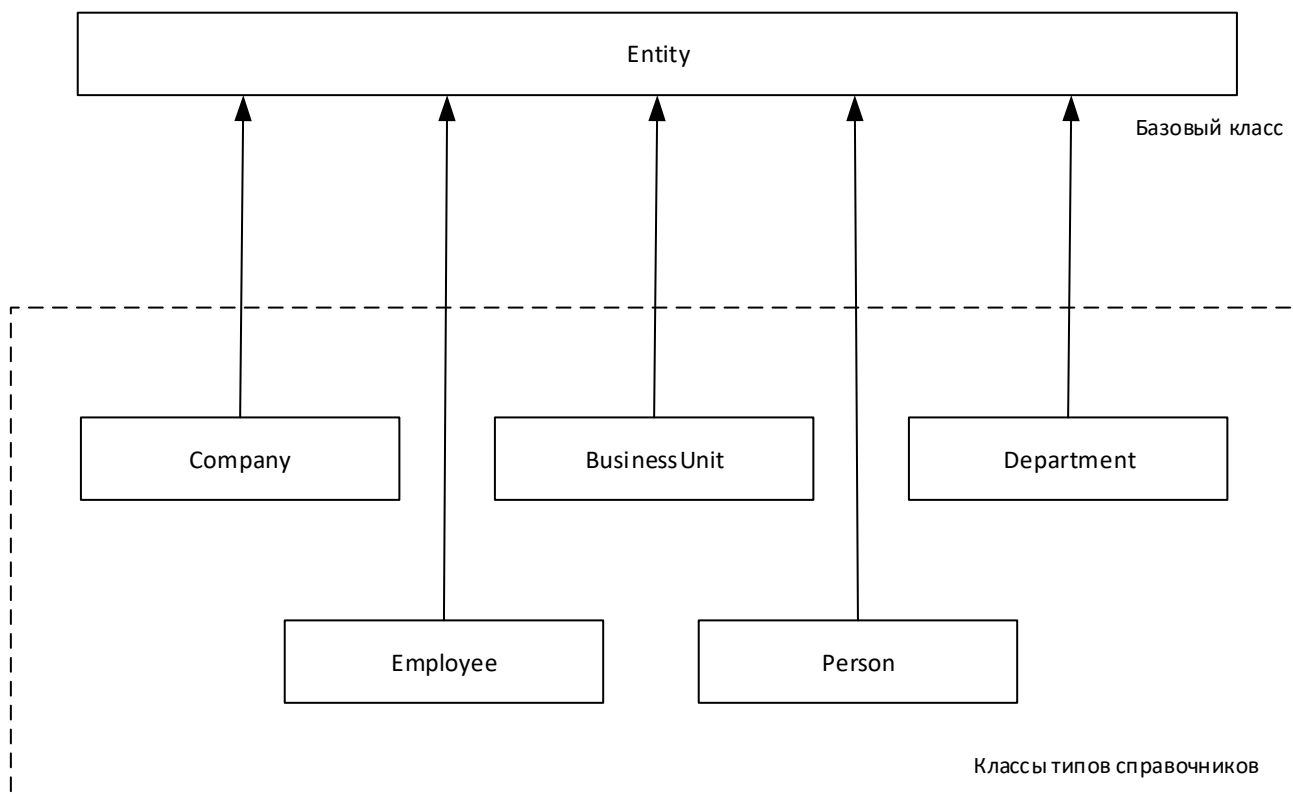 Entity
Базовый класс
Company
BusinessUnit
Department
Employee
Person
Классы типов справочников